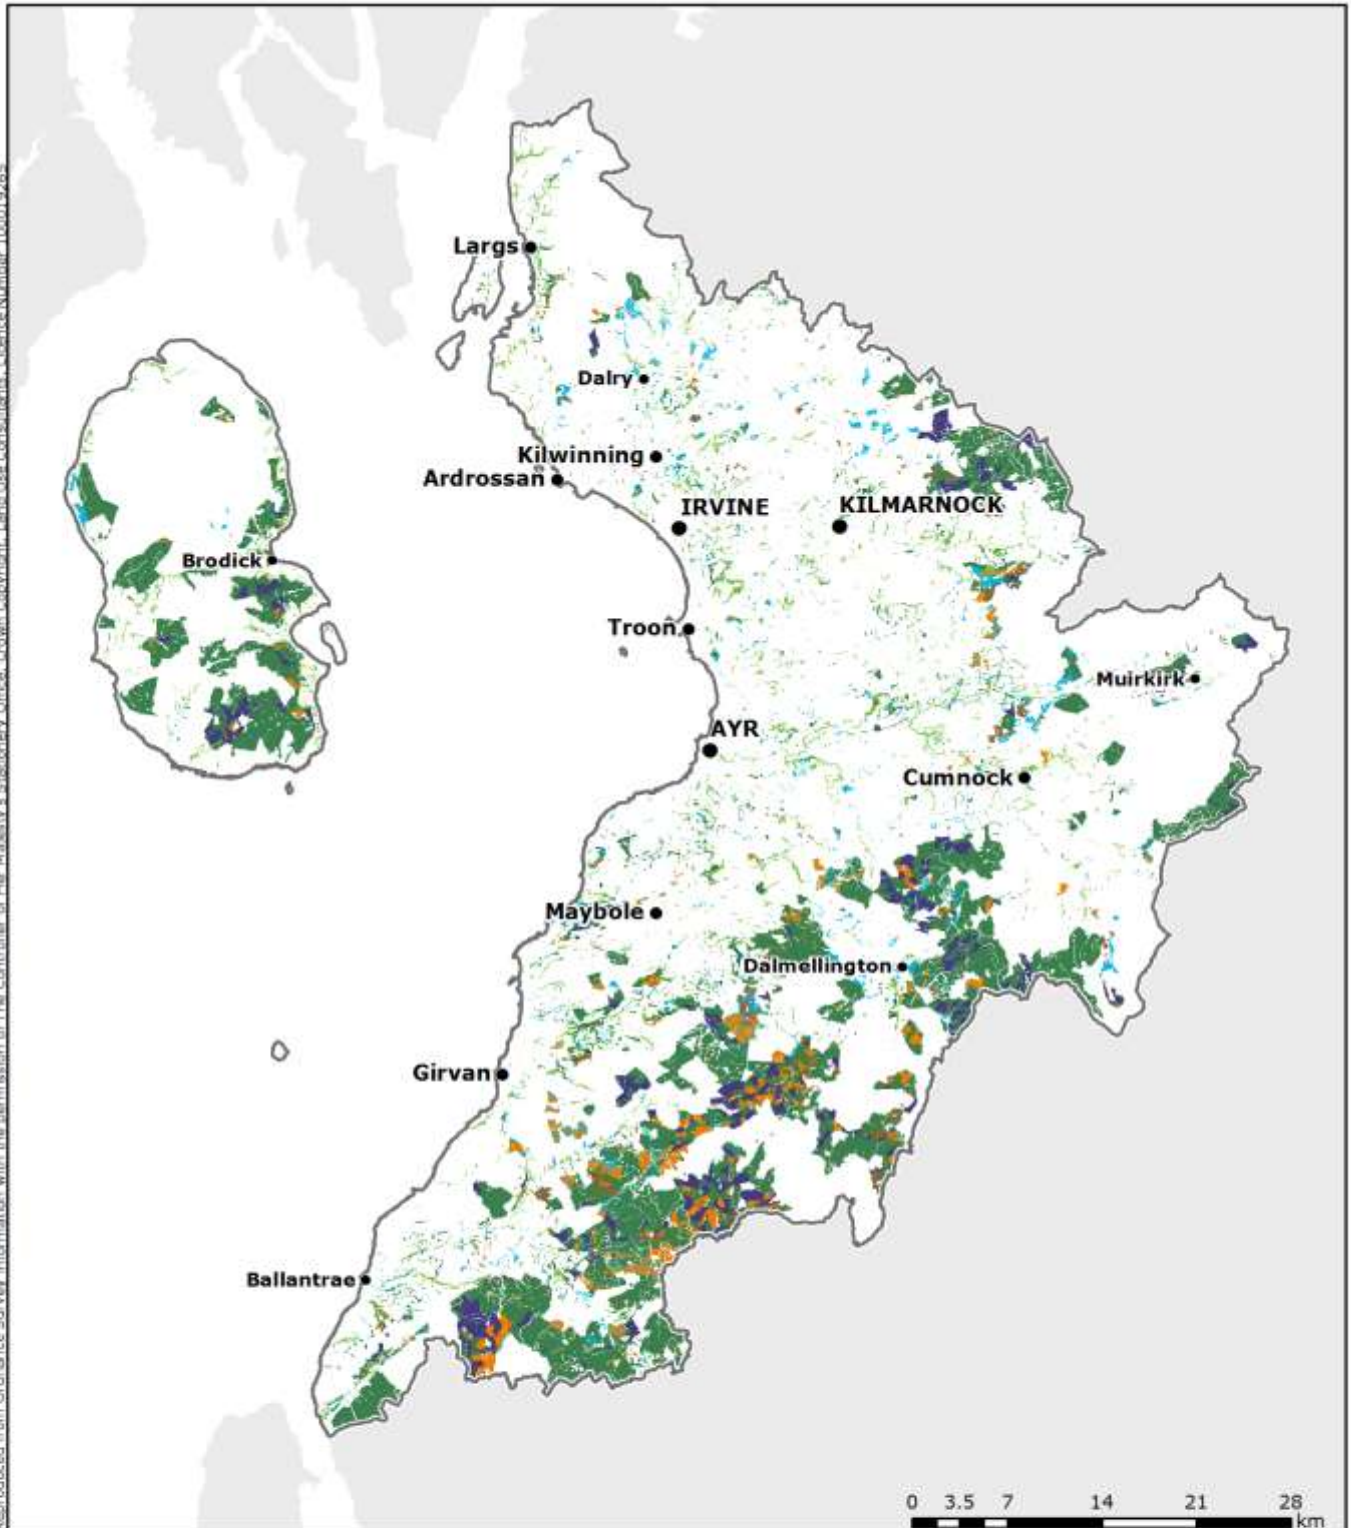 Largs
Dalry
Kilwinning
Ardrossan
IRVINE
KILMARNOCK
Brodick
Troon
Muirkirk
AYR
Cumnock
Maybole
Dalmellington
Girvan
Ballantrae
0 3.5 7 14 21 28
km